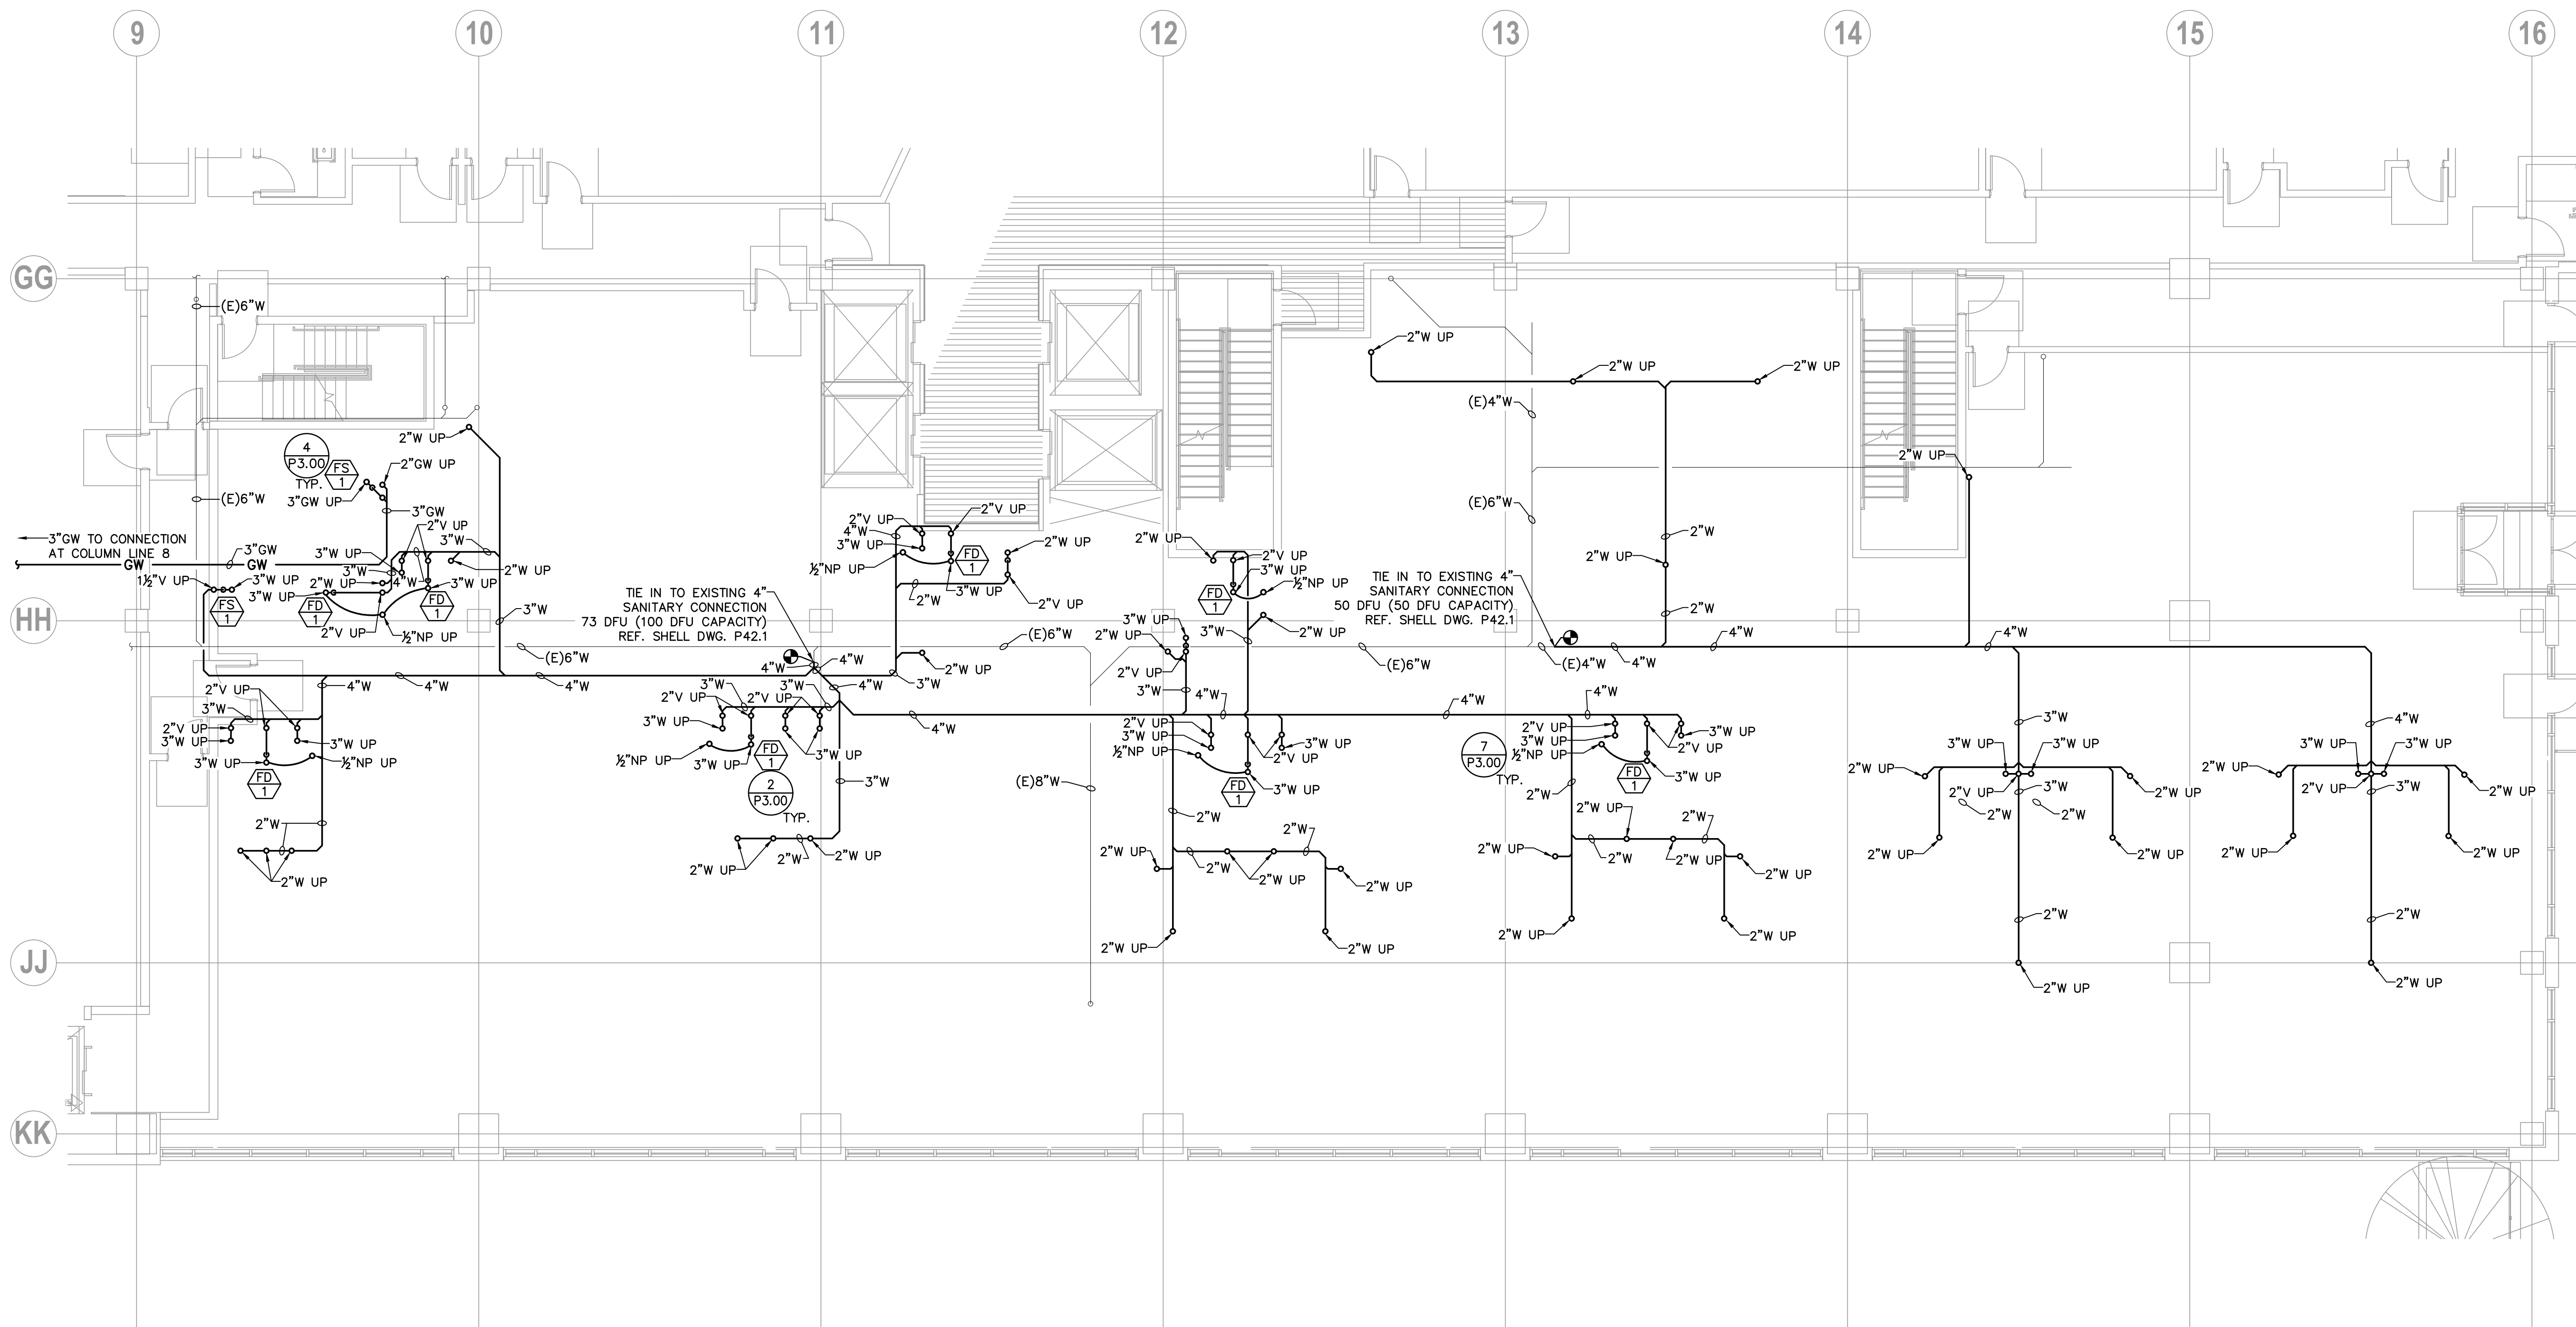 9
10
11
12
13
14
15
16
GG
(E)6"W
2"W UP
2"W UP
2"W UP
(E)4"W
2"W UP
4
P3.00
TYP.
FS
1
2"GW UP
3"GW UP
2"W UP
(E)6"W
(E)6"W
3"GW
2"V UP
3"W
2"V UP
4"W
3"W UP
2"V UP
FD
1
2"W UP
½"NP UP
3"W UP
2"W
2"V UP
2"W UP
2"V UP
3"W UP
½"NP UP
FD
1
2"W
2"W UP
3"GW TO CONNECTION
AT COLUMN LINE 8
3"GW
GW
GW
3"W UP
3"W
4"W
2"W UP
1½"V UP
3"W UP
FS
1
2"W UP
3"W UP
FD
1
3"W UP
FD
1
2"V UP
½"NP UP
3"W
TIE IN TO EXISTING 4"
SANITARY CONNECTION
73 DFU (100 DFU CAPACITY)
REF. SHELL DWG. P42.1
TIE IN TO EXISTING 4"
SANITARY CONNECTION
50 DFU (50 DFU CAPACITY)
REF. SHELL DWG. P42.1
HH
2"W
3"W UP
2"W UP
3"W
2"W UP
2"V UP
(E)6"W
(E)6"W
4"W
4"W
2"W UP
3"W
(E)6"W
(E)4"W
4"W
4"W
4"W
4"W
4"W
4"W
4"W
3"W
4"W
4"W
4"W
4"W
2"V UP
3"W
2"V UP
3"W UP
3"W UP
3"W UP
½"NP UP
FD
1
3"W
2"V UP
2"V UP
3"W
3"W UP
½"NP UP
3"W UP
FD
1
3"W UP
2
P3.00
TYP.
3"W
(E)8"W
2"V UP
3"W UP
½"NP UP
3"W UP
2"V UP
3"W UP
FD
1
7
P3.00
TYP.
2"V UP
3"W UP
½"NP UP
3"W UP
2"V UP
3"W UP
FD
1
3"W
4"W
3"W UP
3"W UP
2"W UP
2"V UP
3"W
2"W UP
2"W
2"W
3"W UP
3"W UP
2"W UP
2"V UP
3"W
2"W UP
2"W
2"W UP
2"W UP
2"W
2"W UP
2"W
2"W UP
2"W
2"W
2"W UP
2"W UP
2"W UP
2"W UP
2"W
2"W UP
2"W
2"W UP
2"W
2"W UP
2"W UP
2"W UP
2"W UP
2"W UP
2"W UP
2"W UP
2"W UP
2"W
2"W
JJ
2"W UP
2"W UP
KK